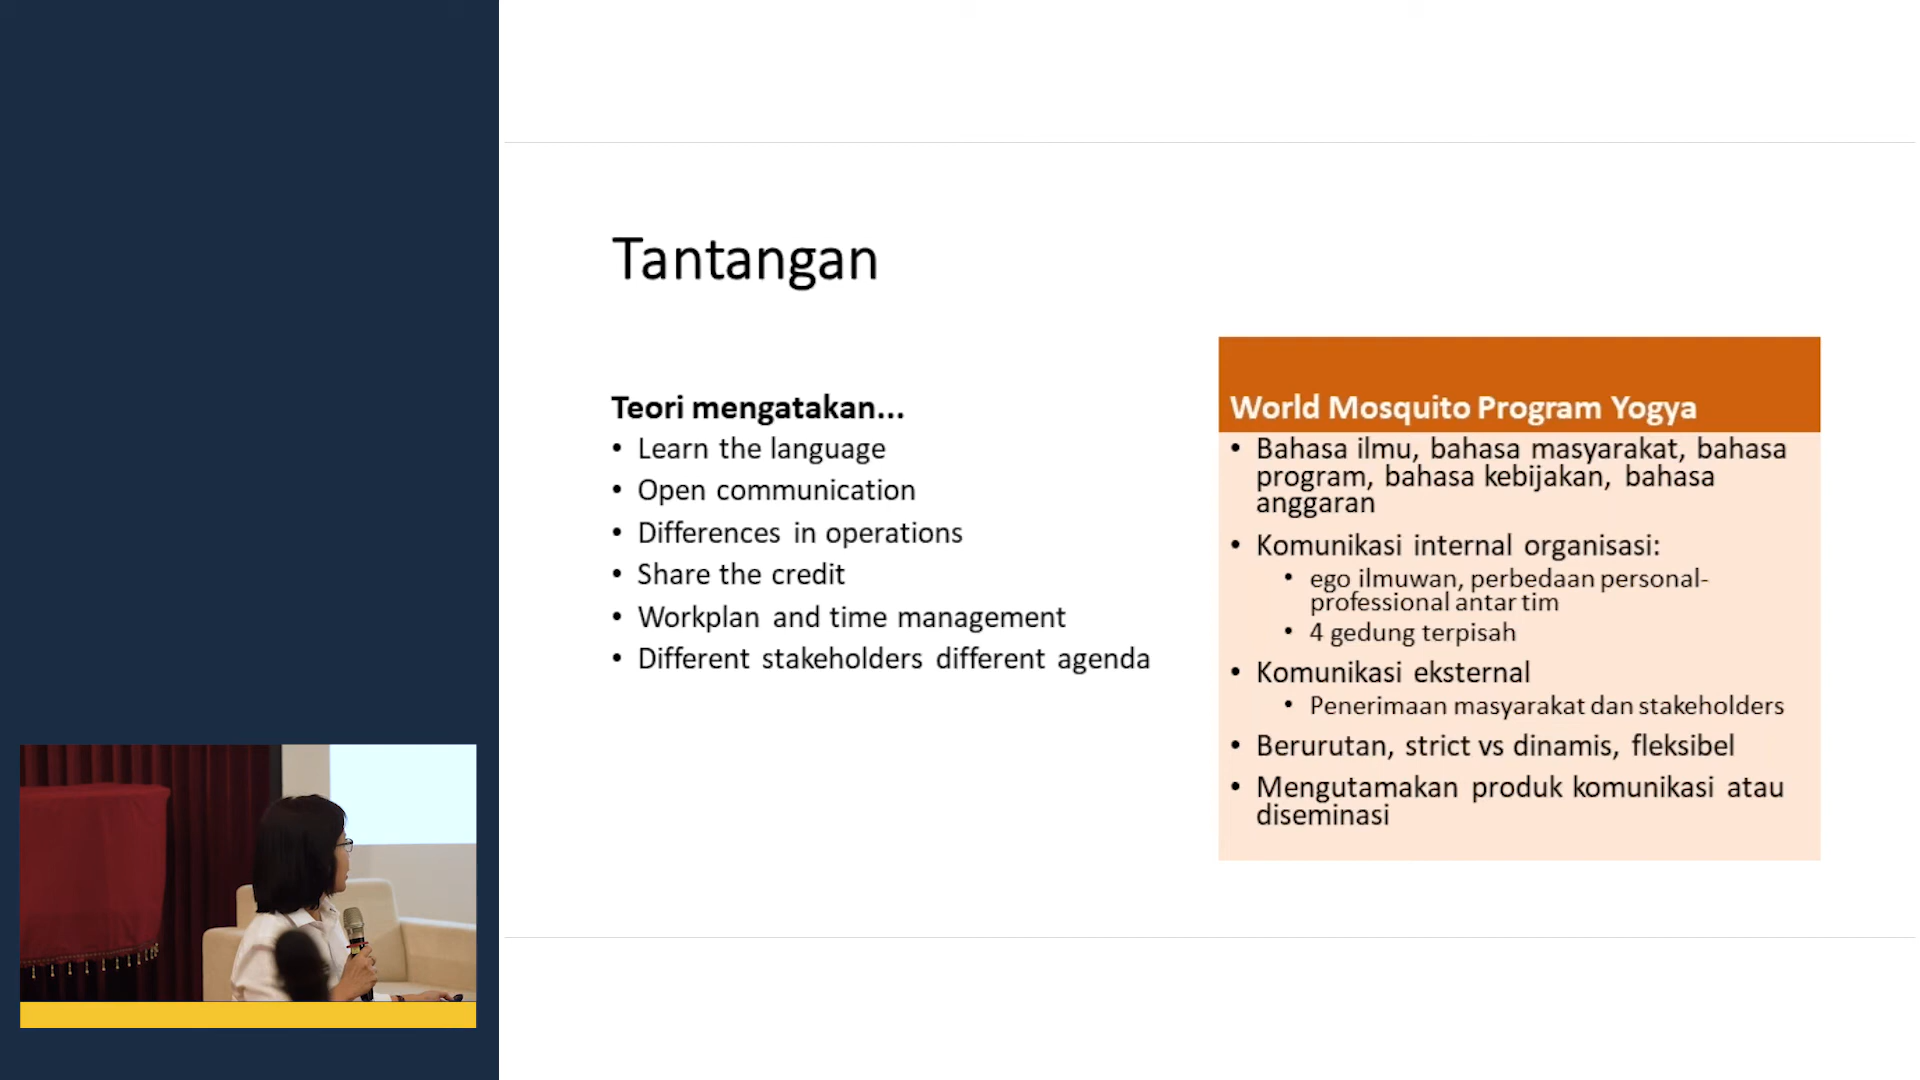 Tantangan
Teori mengatakan...
• Learn the language
• Open communication
• Differences in operations
• Share the credit
• Workplan and time management
• Different stakeholders different agenda
World Mosquito Program Yogya
• Bahasa ilmu, bahasa masyarakat, bahasa
program, bahasa kebijakan, bahasa
anggaran
• Komunikasi internal organisasi:
• ego ilmuwan, perbedaan personal-
professional antar tim
• 4 gedung terpisah
• Komunikasi eksternal
• Penerimaan masyarakat dan stakeholders
• Berurutan, strict vs dinamis, fleksibel
• Mengutamakan produk komunikasi atau
diseminasi